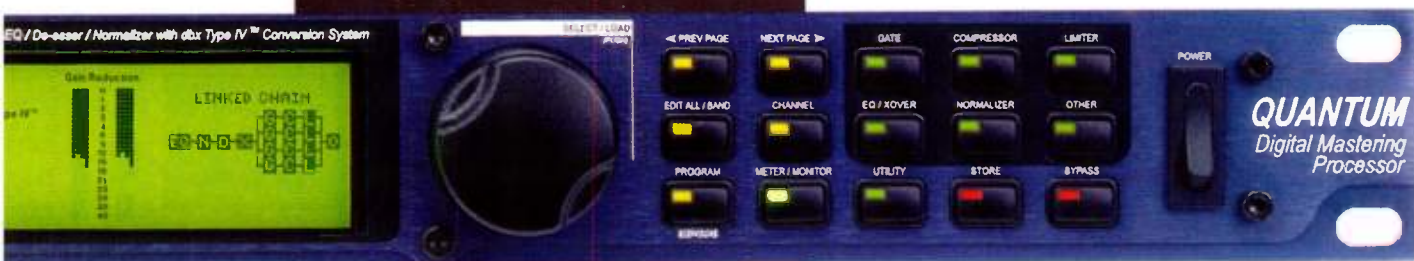 EQ / De-esser / Normalizer with dbx Type IV™ Conversion System
Gain Reduction
LINKED CHAIN
EQ N D
SELECT / LOAD
◀ PREV PAGE
NEXT PAGE ▶
GATE
COMPRESSOR
LIMITER
EDIT ALL / BAND
CHANNEL
EQ / XOVER
NORMALIZER
OTHER
PROGRAM
METER / MONITOR
UTILITY
STORE
BYPASS
POWER
QUANTUM
Digital Mastering
Processor